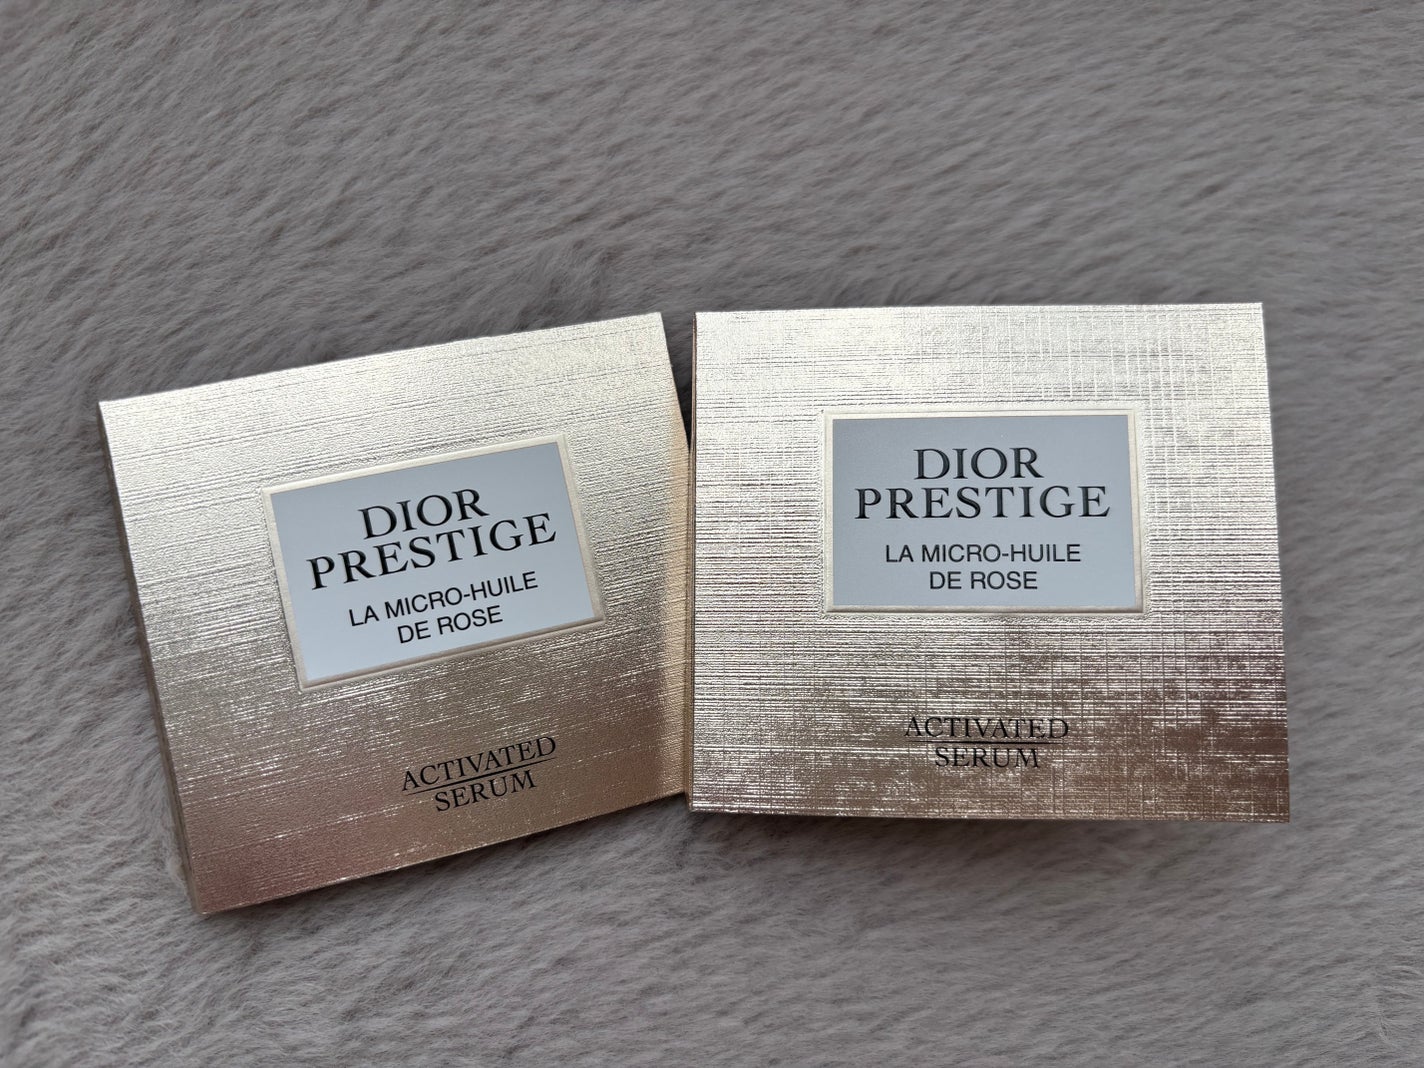 DIOR
PRESTIGE
LA MICRO-HUILE
DE ROSE
ACTIVATED
SERUM
DIOR
PRESTIGE
LA MICRO-HUILE
DE ROSE
ACTIVATED
SERUM